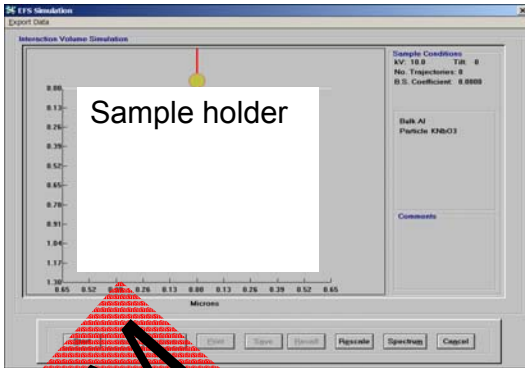 EFS Simulation
Export Data
Interaction Volume Simulation
Sample Conditions
kV: 10.0 Tilt: 0
No. Trajectories: 0
B.S. Coefficient: 0.0000
Bulk Al
Particle KNbO3
Comments
Sample holder
0.00
0.13
0.26
0.39
0.52
0.65
0.78
0.91
1.04
1.17
1.30
0.65 0.52 0.39 0.26 0.13 0.00 0.13 0.26 0.39 0.52 0.65
Microns
Print Save Recall Rescale Spectrum Cancel